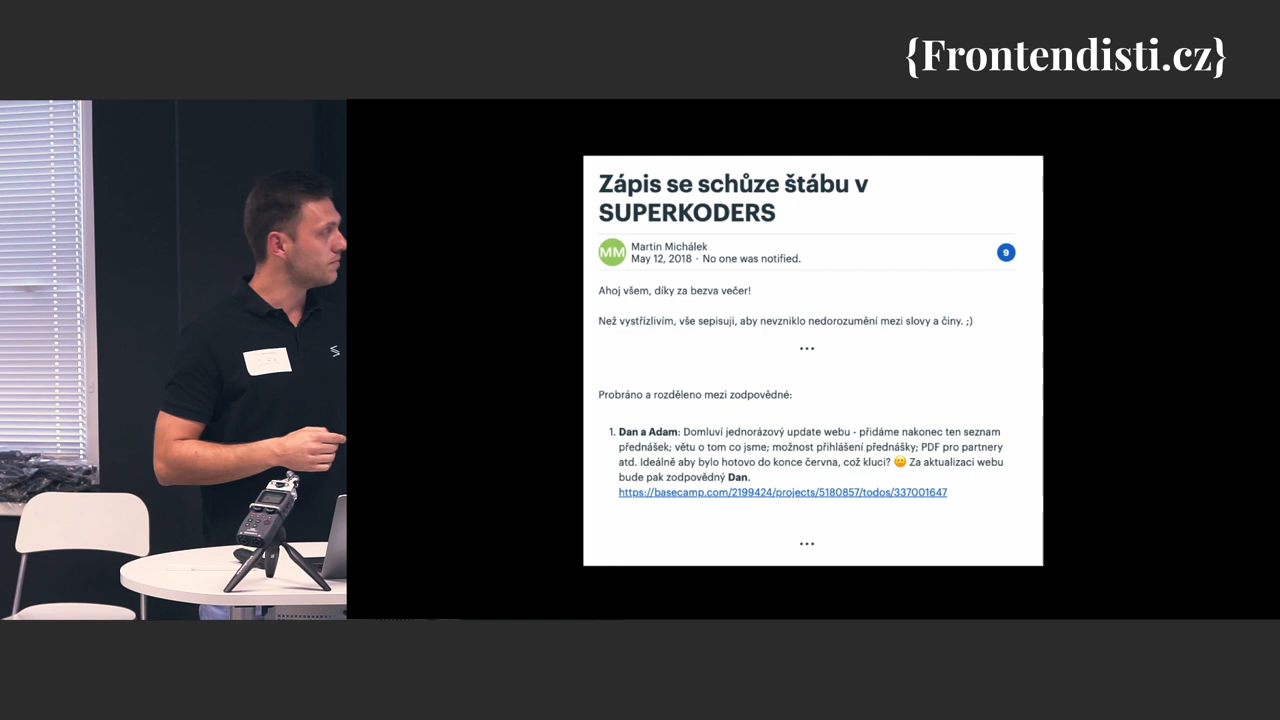 {Frontendisti.cz}
Zápis se schůze štábu v
SUPERKODERS
MM
Martin Michálek
May 12, 2018 · No one was notified.
9
Ahoj všem, díky za bezva večer!
Než vystřízlivím, vše sepisuji, aby nevzniklo nedorozumění mezi slovy a činy. ;)
...
Probráno a rozděleno mezi zodpovědné:
1. Dan a Adam: Domluví jednorázový update webu - přidáme nakonec ten seznam
přednášek; větu o tom co jsme; možnost přihlášení přednášky; PDF pro partnery
atd. Ideálně aby bylo hotovo do konce června, což kluci? 😀 Za aktualizaci webu
bude pak zodpovědný Dan.
https://basecamp.com/2199424/projects/5180857/todos/337001647
...